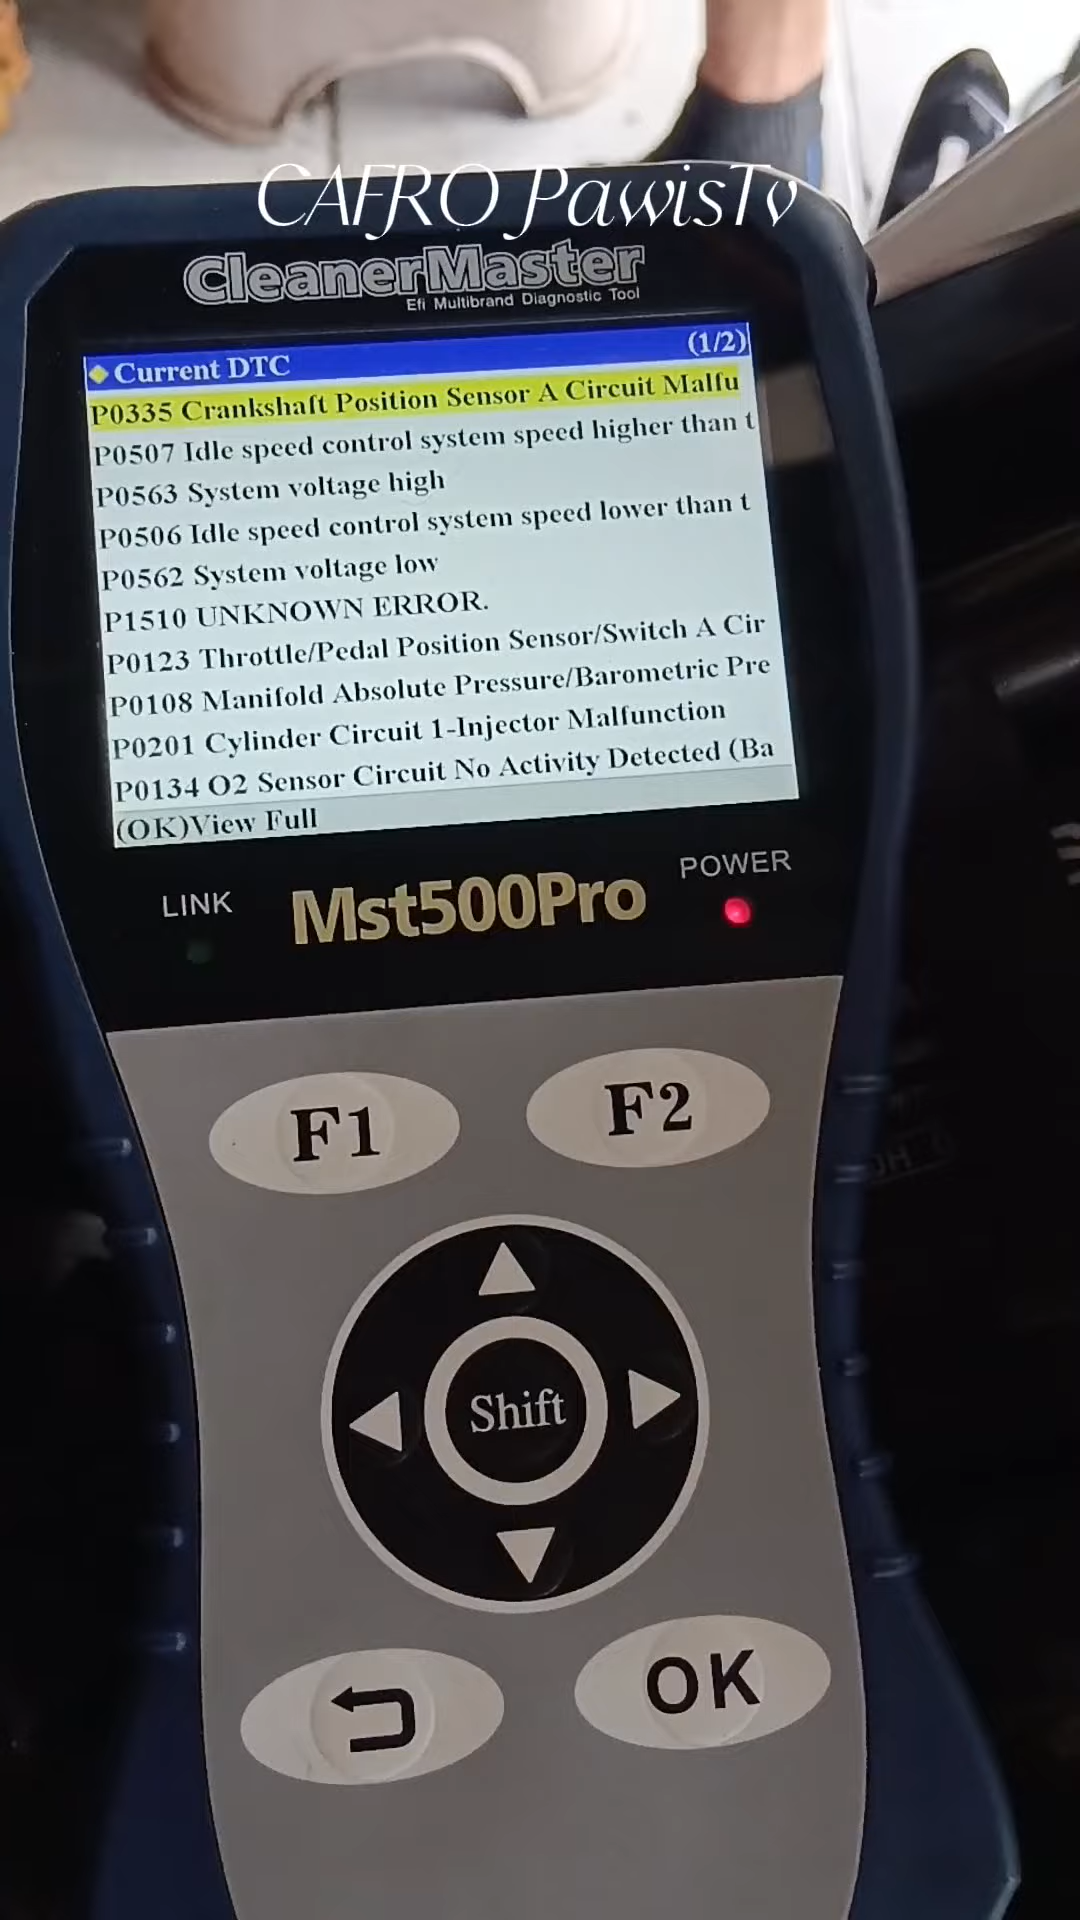 CAFRO PawisTv
CleanerMaster
Efi Multibrand Diagnostic Tool
Current DTC (1/2)
P0335 Crankshaft Position Sensor A Circuit Malfu
P0507 Idle speed control system speed higher than t
P0563 System voltage high
P0506 Idle speed control system speed lower than t
P0562 System voltage low
P1510 UNKNOWN ERROR.
P0123 Throttle/Pedal Position Sensor/Switch A Cir
P0108 Manifold Absolute Pressure/Barometric Pre
P0201 Cylinder Circuit 1-Injector Malfunction
P0134 O2 Sensor Circuit No Activity Detected (Ba
(OK)View Full
LINK Mst500Pro POWER
F1 F2
Shift
OK